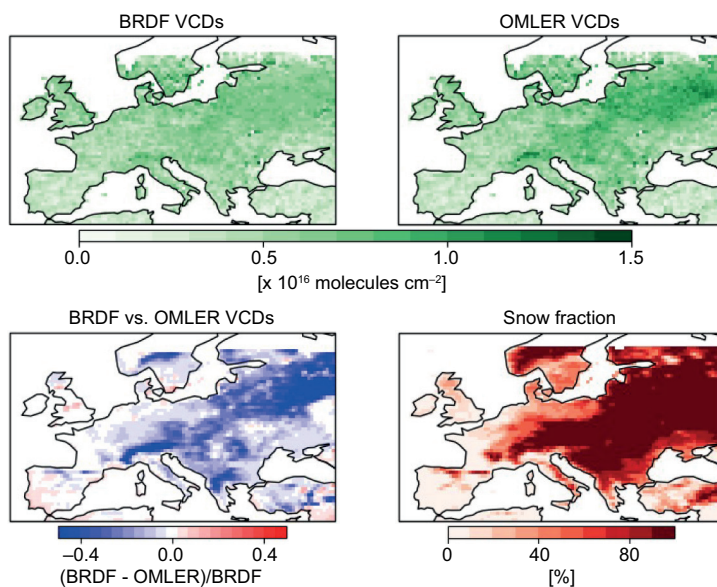 BRDF VCDs
OMLER VCDs
0.0 0.5 1.0 1.5
[x 10¹⁶ molecules cm⁻²]
BRDF vs. OMLER VCDs
Snow fraction
−0.4 0.0 0.4
(BRDF - OMLER)/BRDF
0 40 80
[%]